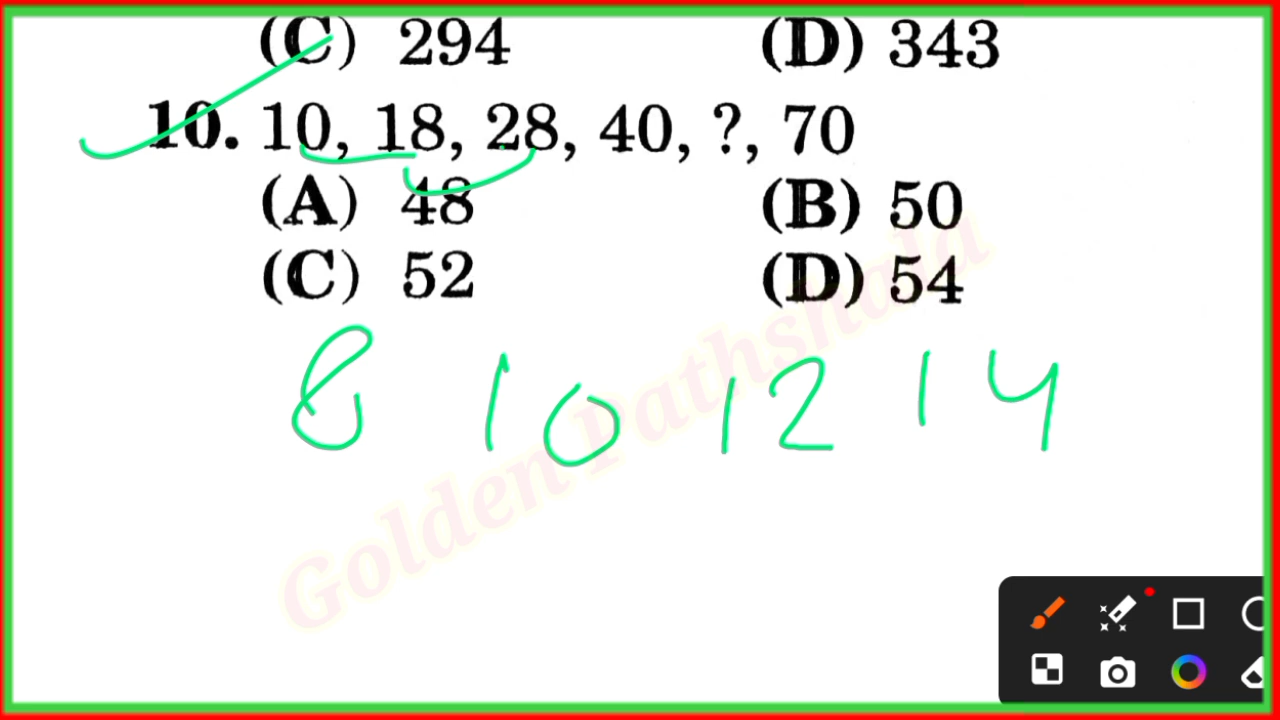 (C) 294 (D) 343
10. 10, 18, 28, 40, ?, 70
(A) 48 (B) 50
(C) 52 (D) 54
8 10 12 14
Golden Pathshala